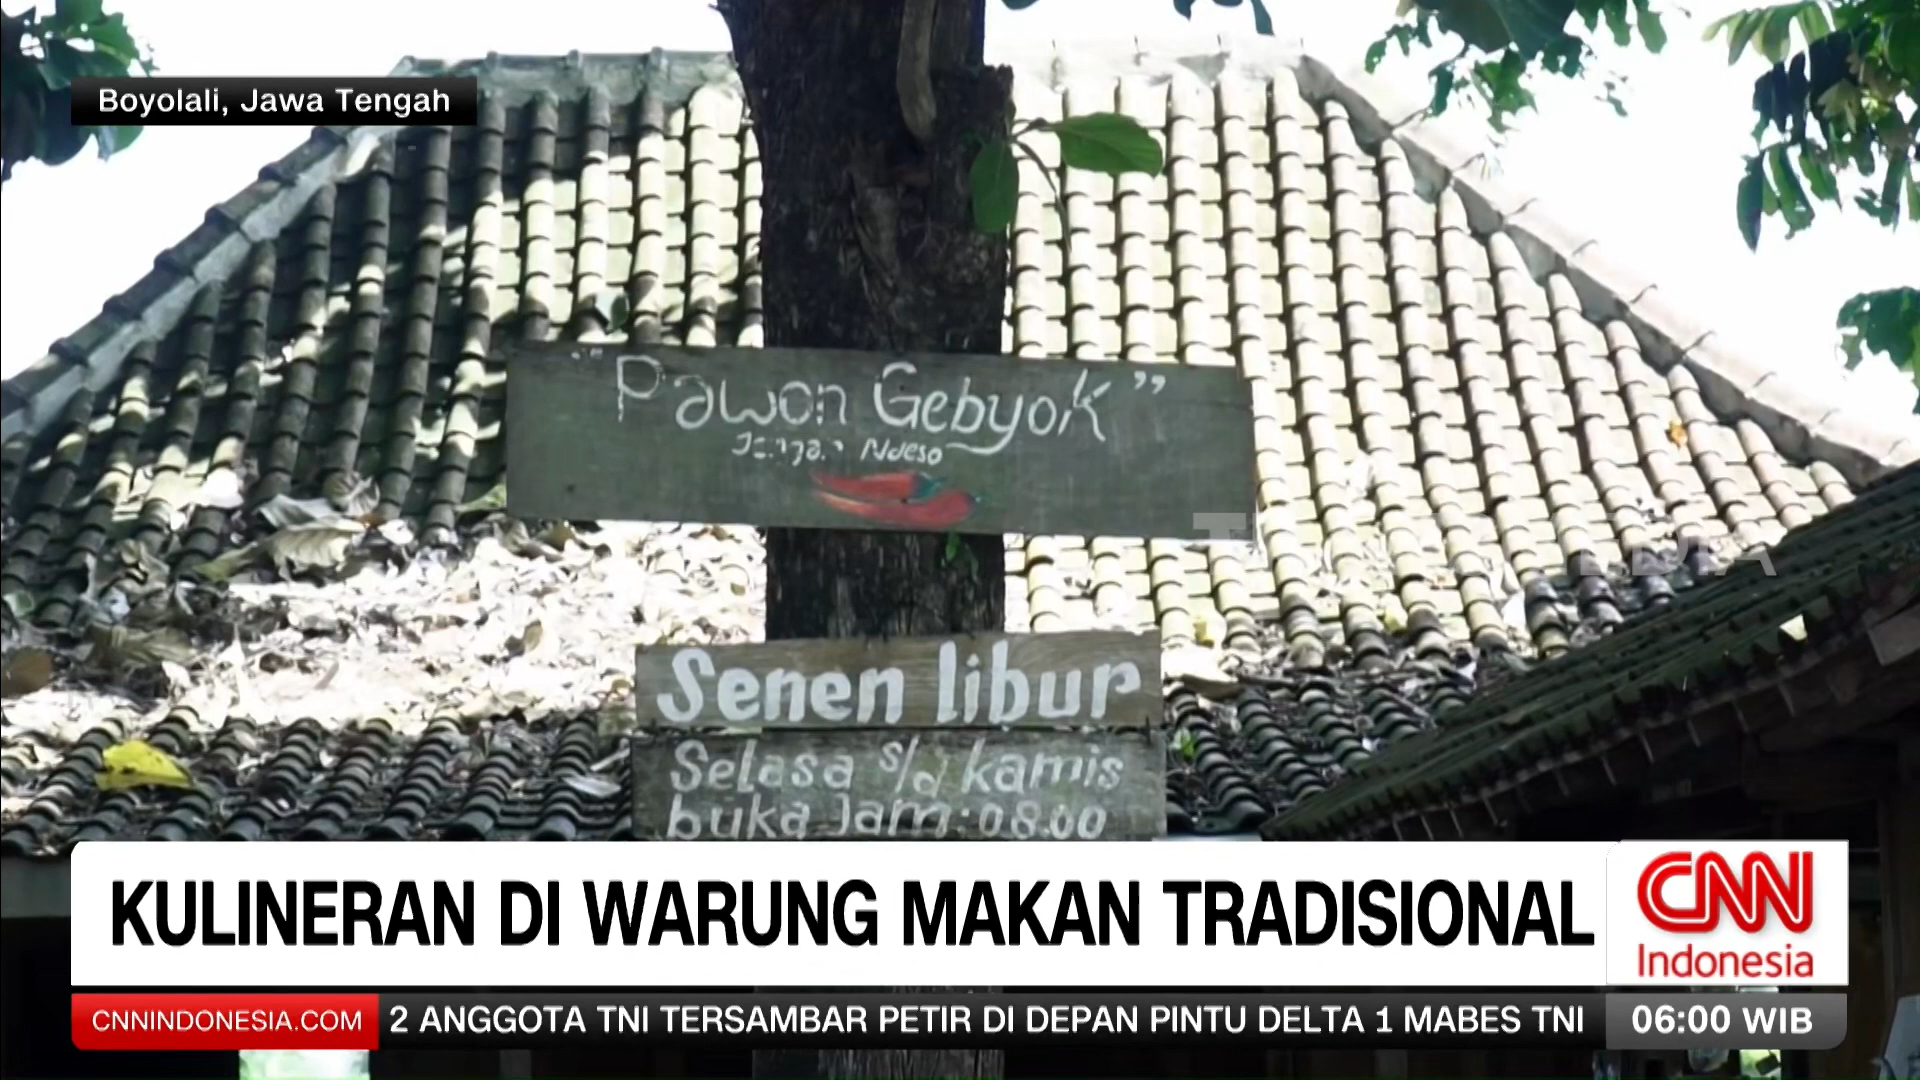 Boyolali, Jawa Tengah
"Pawon Gebyok"
Ndeso
Senen libur
Selasa s/d kamis
buka Jam: 08.00
KULINERAN DI WARUNG MAKAN TRADISIONAL
CNN
Indonesia
CNNINDONESIA.COM
2 ANGGOTA TNI TERSAMBAR PETIR DI DEPAN PINTU DELTA 1 MABES TNI
06:00 WIB